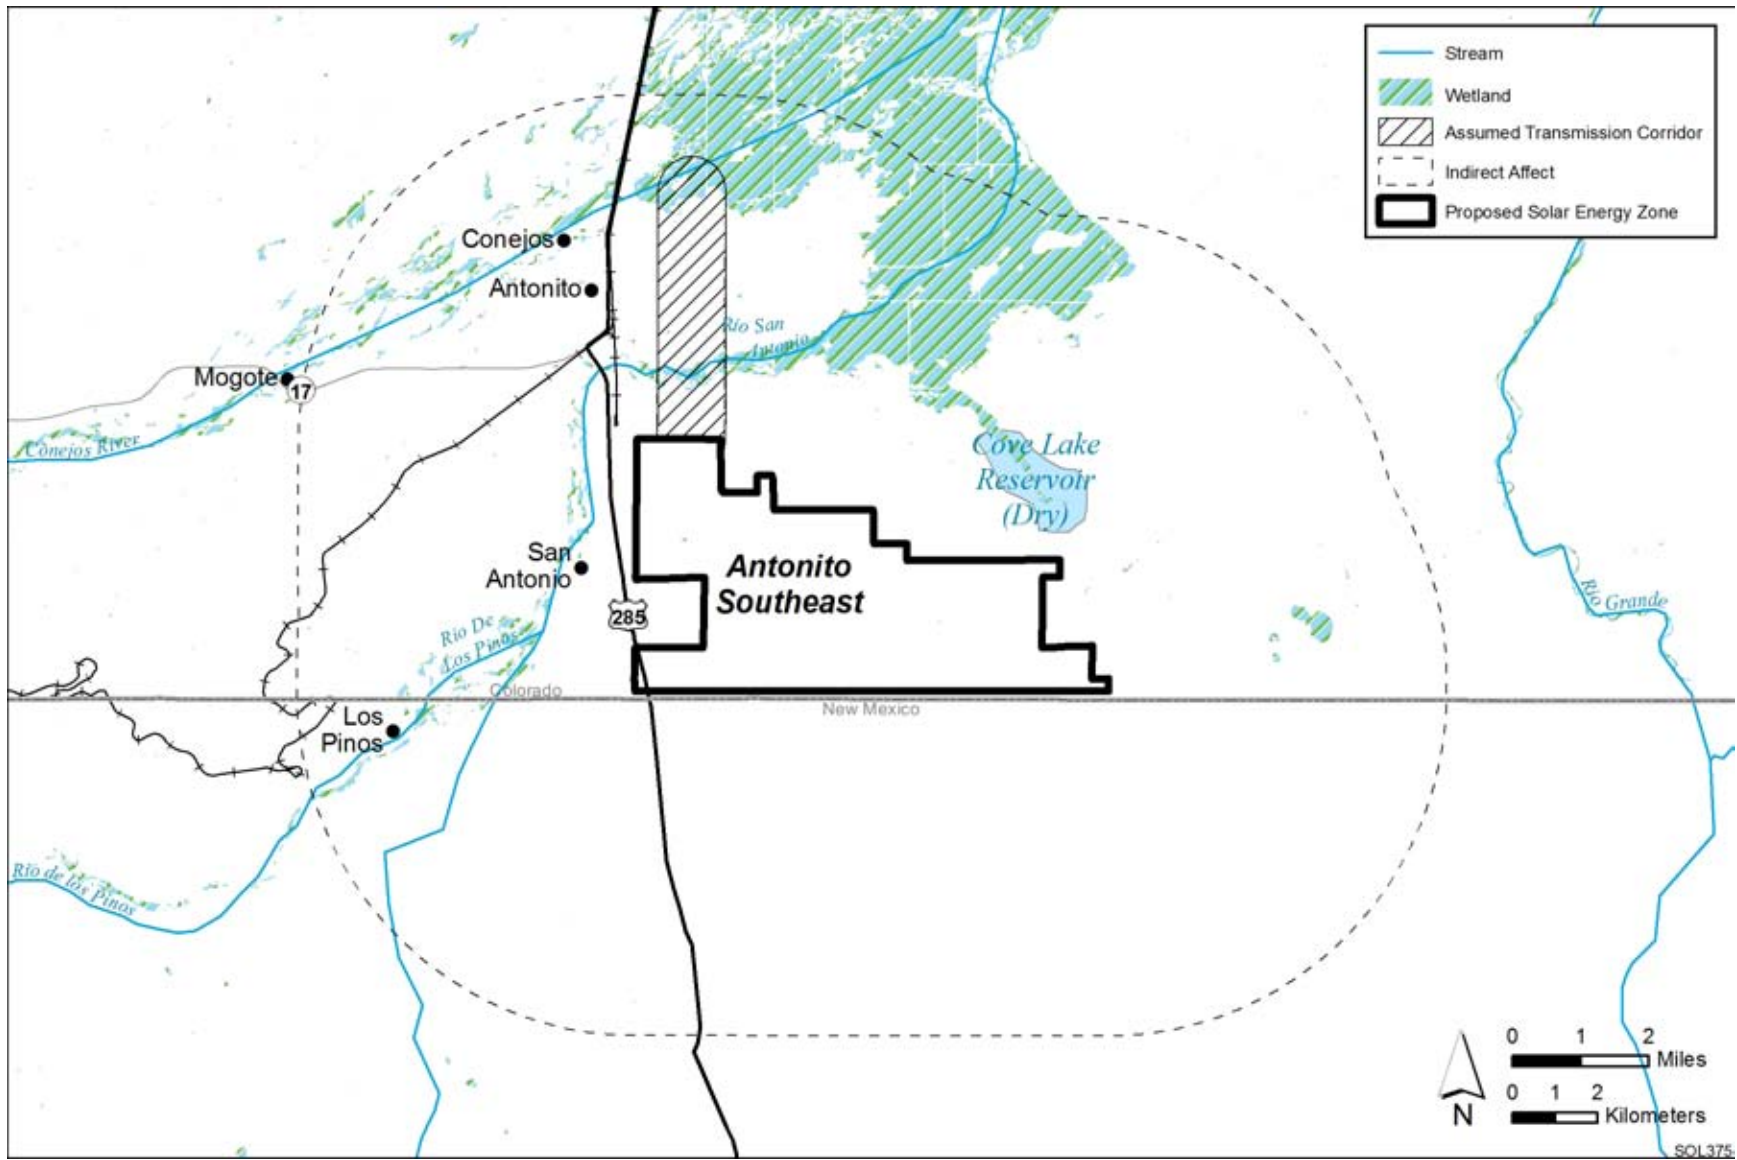 Stream
Wetland
Assumed Transmission Corridor
Indirect Affect
Proposed Solar Energy Zone
Conejos
Antonito
Río San
Antonio
Mogote
17
Conejos River
Cove Lake
Reservoir
(Dry)
San
Antonio
Antonito
Southeast
285
Rio Grande
Rio De
Los Pinos
Colorado
New Mexico
Los
Pinos
Río de los Pinos
0 1 2
Miles
0 1 2
Kilometers
N
SOL375